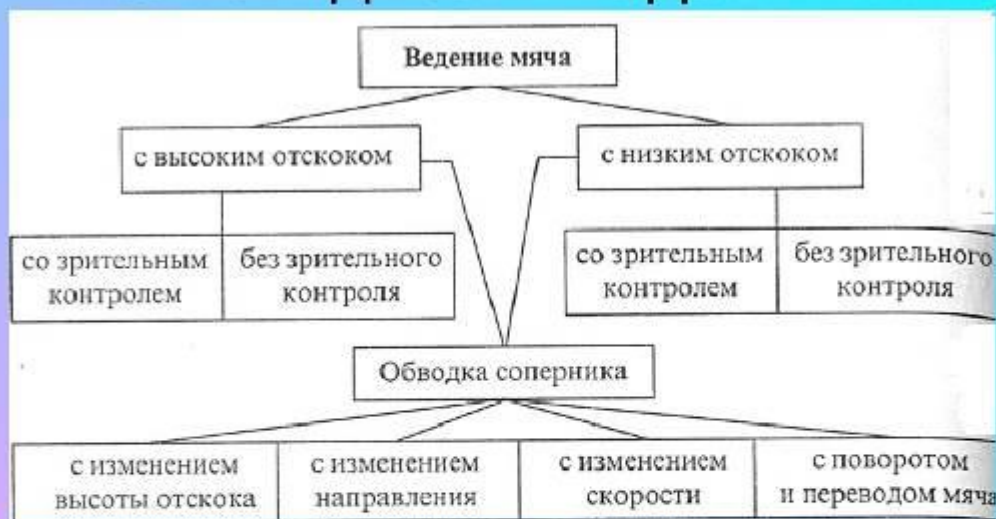 Ведение мяча
с высоким отскоком
с низким отскоком
со зрительным
контролем
без зрительного
контроля
со зрительным
контролем
без зрительного
контроля
Обводка соперника
с изменением
высоты отскока
с изменением
направления
с изменением
скорости
с поворотом
и переводом мяча